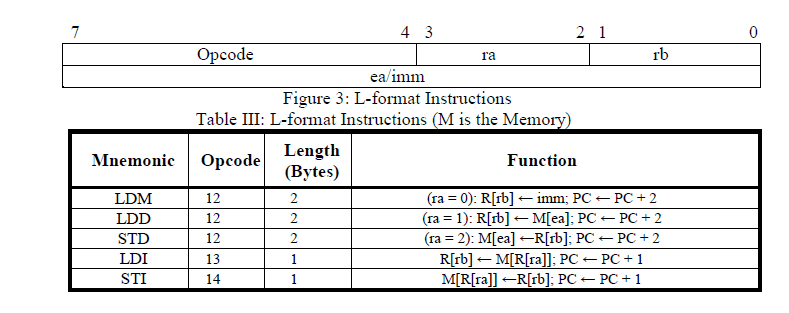 7 4 3 2 1 0
Opcode ra rb
ea/imm
Figure 3: L-format Instructions
Table III: L-format Instructions (M is the Memory)
Mnemonic Opcode Length (Bytes) Function
LDM 12 2 (ra = 0): R[rb] ← imm; PC ← PC + 2
LDD 12 2 (ra = 1): R[rb] ← M[ea]; PC ← PC + 2
STD 12 2 (ra = 2): M[ea] ←R[rb]; PC ← PC + 2
LDI 13 1 R[rb] ← M[R[ra]]; PC ← PC + 1
STI 14 1 M[R[ra]] ←R[rb]; PC ← PC + 1